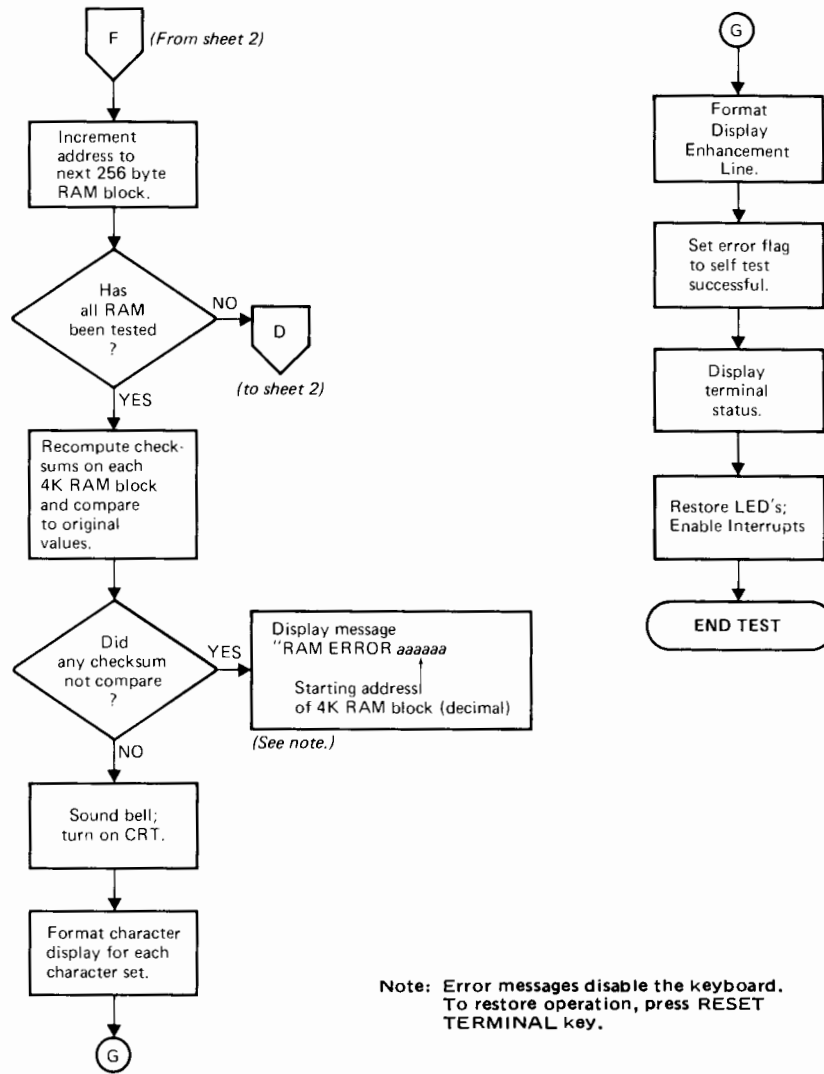 F
(From sheet 2)
Increment
address to
next 256 byte
RAM block.
Has
all RAM
been tested
?
NO
D
(to sheet 2)
YES
Recompute check-
sums on each
4K RAM block
and compare
to original
values.
Did
any checksum
not compare
?
YES
Display message
"RAM ERROR aaaaaa
Starting address
of 4K RAM block (decimal)
(See note.)
NO
Sound bell;
turn on CRT.
Format character
display for each
character set.
G
G
Format
Display
Enhancement
Line.
Set error flag
to self test
successful.
Display
terminal
status.
Restore LED's;
Enable Interrupts
END TEST
Note: Error messages disable the keyboard.
To restore operation, press RESET
TERMINAL key.